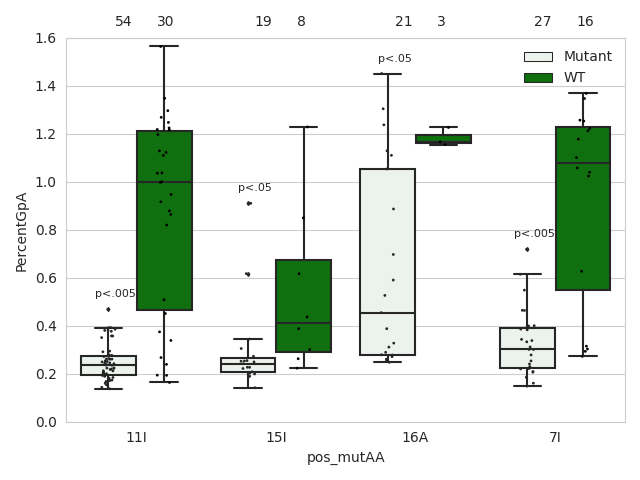 54 30 19 8 21 3 27 16
1.6
1.4
1.2
1.0
0.8
0.6
0.4
0.2
0.0
PercentGpA
p<.005
p<.05
p<.05
p<.005
Mutant
WT
11I 15I 16A 7I
pos_mutAA